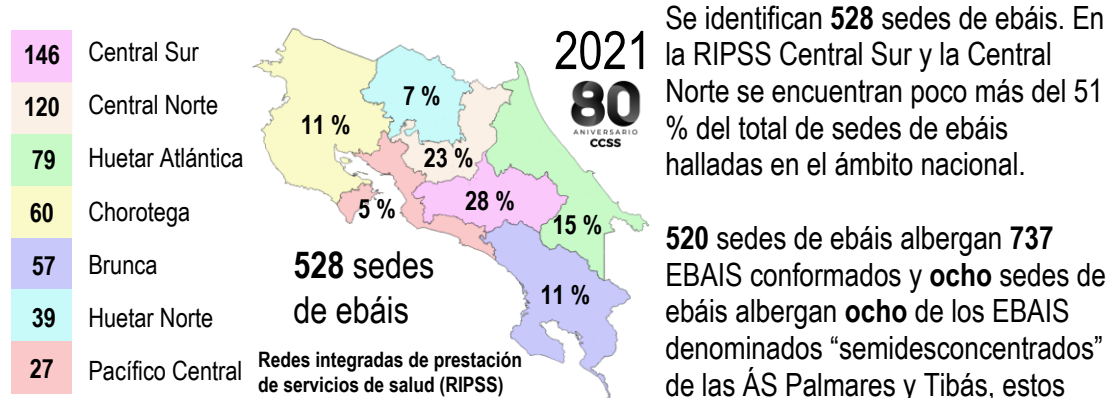 146 Central Sur
120 Central Norte
79 Huetar Atlántica
60 Chorotega
57 Brunca
39 Huetar Norte
27 Pacífico Central
7 %
11 %
23 %
28 %
5 %
15 %
11 %
528 sedes
de ebáis
Redes integradas de prestación
de servicios de salud (RIPSS)
2021
80
ANIVERSARIO
CCSS
Se identifican 528 sedes de ebáis. En
la RIPSS Central Sur y la Central
Norte se encuentran poco más del 51
% del total de sedes de ebáis
halladas en el ámbito nacional.
520 sedes de ebáis albergan 737
EBAIS conformados y ocho sedes de
ebáis albergan ocho de los EBAIS
denominados “semidesconcentrados”
de las ÁS Palmares y Tibás, estos